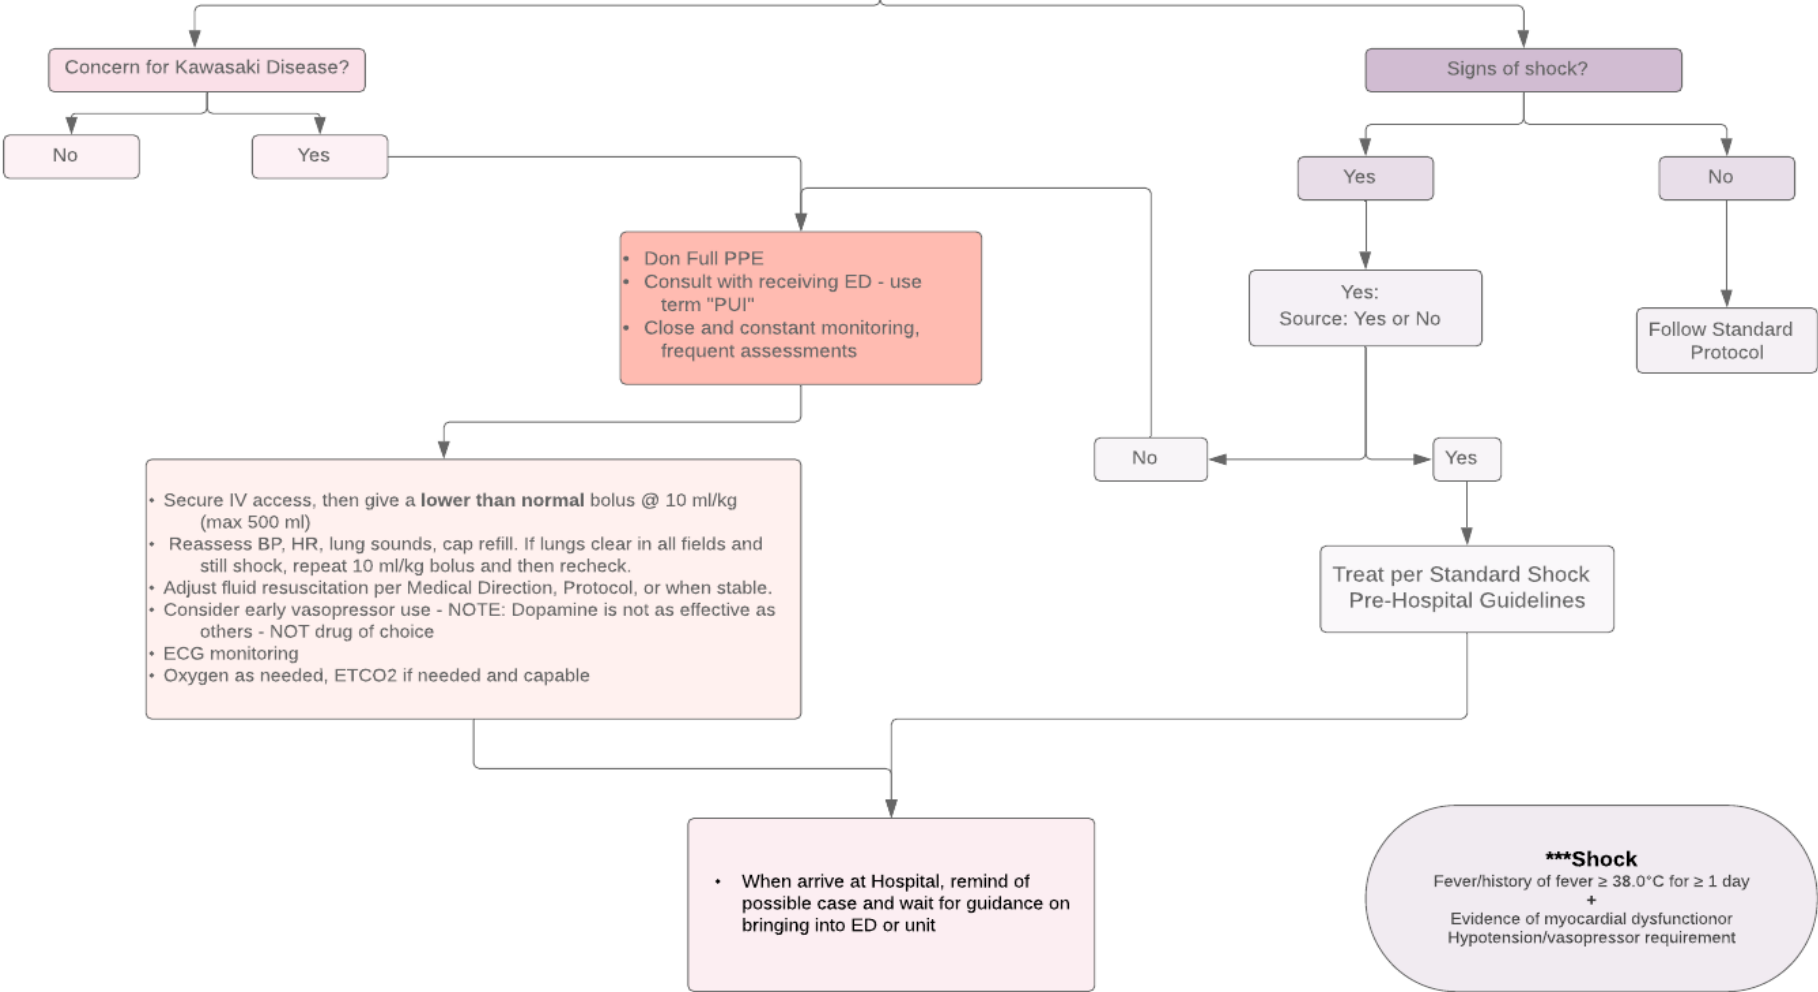 Concern for Kawasaki Disease?
Signs of shock?
No
Yes
Yes
No
• Don Full PPE
• Consult with receiving ED - use
term "PUI"
• Close and constant monitoring,
frequent assessments
Yes:
Source: Yes or No
Follow Standard
Protocol
No
Yes
• Secure IV access, then give a lower than normal bolus @ 10 ml/kg
(max 500 ml)
• Reassess BP, HR, lung sounds, cap refill. If lungs clear in all fields and
still shock, repeat 10 ml/kg bolus and then recheck.
• Adjust fluid resuscitation per Medical Direction, Protocol, or when stable.
• Consider early vasopressor use - NOTE: Dopamine is not as effective as
others - NOT drug of choice
• ECG monitoring
• Oxygen as needed, ETCO2 if needed and capable
Treat per Standard Shock
Pre-Hospital Guidelines
• When arrive at Hospital, remind of
possible case and wait for guidance on
bringing into ED or unit
***Shock
Fever/history of fever ≥ 38.0°C for ≥ 1 day
+
Evidence of myocardial dysfunctionor
Hypotension/vasopressor requirement